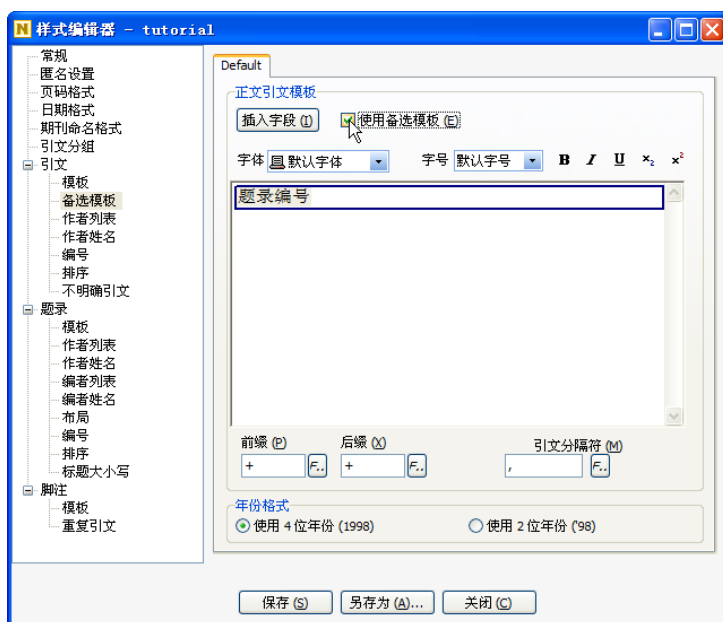 样式编辑器 - tutorial
常规
匿名设置
页码格式
日期格式
期刊命名格式
引文分组
引文
模板
备选模板
作者列表
作者姓名
编号
排序
不明确引文
题录
模板
作者列表
作者姓名
编者列表
编者姓名
布局
编号
排序
标题大小写
脚注
模板
重复引文
Default
正文引文模板
插入字段 (I) 使用备选模板 (E)
字体 默认字体 字号 默认字号 B I U ×₂ ×²
题录编号
前缀 (P) 后缀 (X) 引文分隔符 (M)
+ F.. + F.. , F..
年份格式
使用 4 位年份 (1998) 使用 2 位年份 ('98)
保存 (S) 另存为 (A)... 关闭 (C)